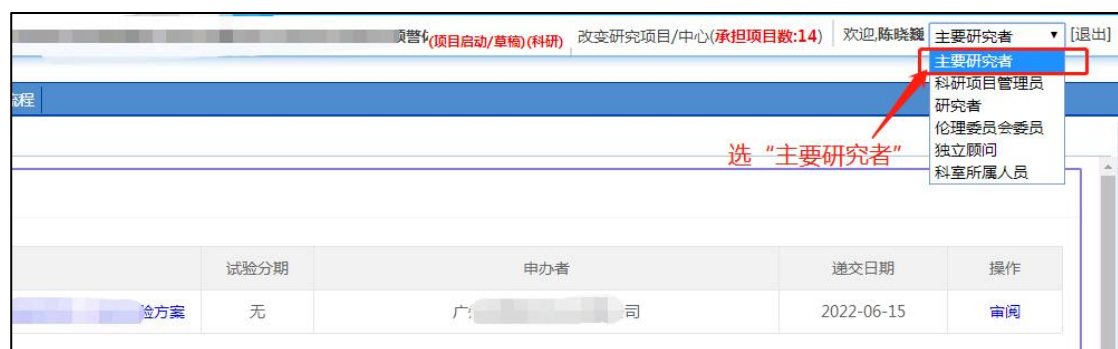 预警化(项目启动/草稿)(科研) 改变研究项目/中心(承担项目数:14) 欢迎,陈晓巍 主要研究者 [退出]
主要研究者
科研项目管理员
研究者
伦理委员会委员
独立顾问
科室所属人员
流程
选“主要研究者”
试验分期 申办者 递交日期 操作
验方案 无 广 司 2022-06-15 审阅